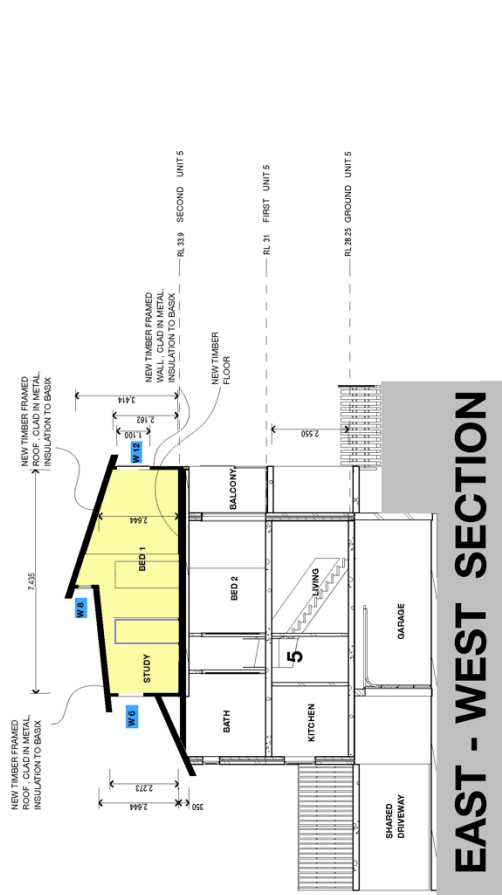 NEW TIMBER FRAMED
ROOF , CLAD IN METAL,
INSULATION TO BASIX
7,435
NEW TIMBER FRAMED
ROOF , CLAD IN METAL,
INSULATION TO BASIX
3.414
2.162
1.100
NEW TIMBER FRAMED
WALL , CLAD IN METAL,
INSULATION TO BASIX
NEW TIMBER
FLOOR
RL 33.9 SECOND UNIT 5
RL 31 FIRST UNIT 5
RL 28.25 GROUND UNIT 5
W 6
W 8
W 12
2.644
2.273
2.644
350
STUDY
BED 1
BATH
BED 2
BALCONY
KITCHEN
5
LIVING
2.550
SHARED
DRIVEWAY
GARAGE
EAST - WEST SECTION